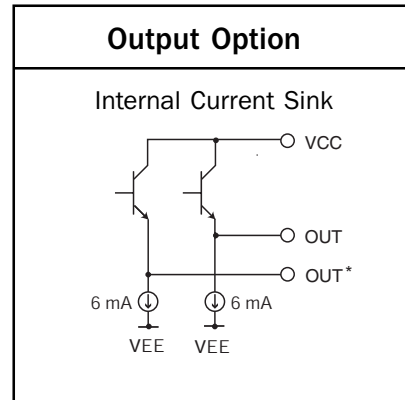 Output Option
Internal Current Sink
VCC
OUT
OUT*
6 mA 6 mA
VEE VEE